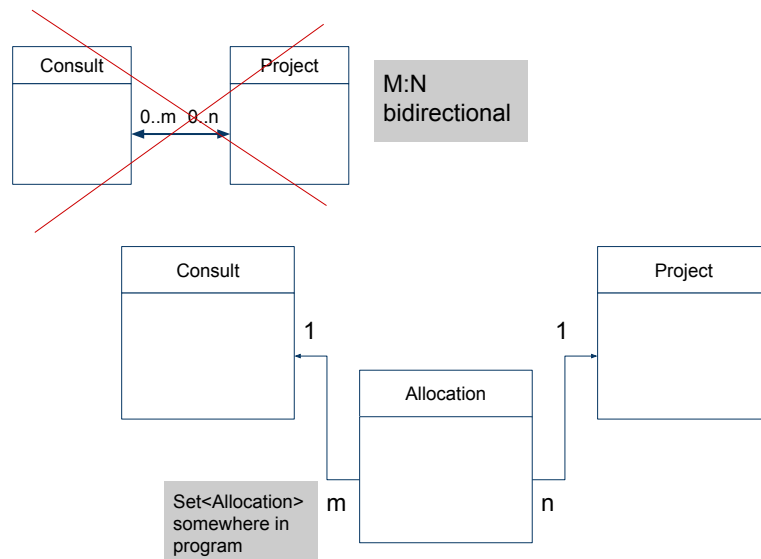 Consult
Project
0..m 0..n
M:N
bidirectional
Consult
Project
1
1
Allocation
Set<Allocation>
somewhere in
program
m
n